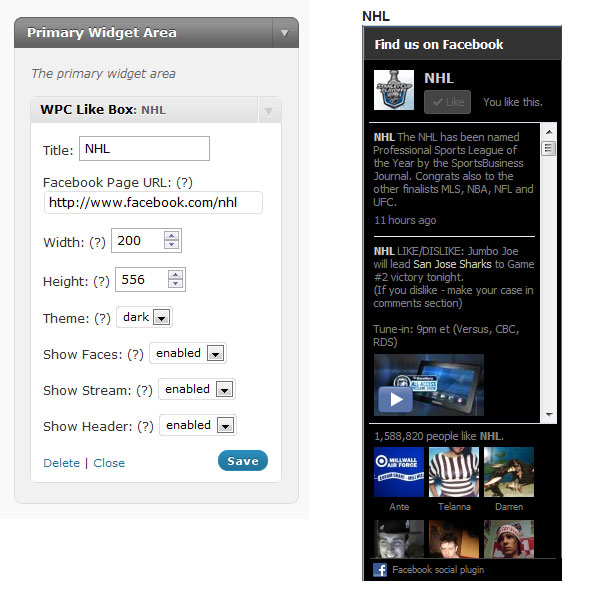 Primary Widget Area
The primary widget area
WPC Like Box: NHL
Title: NHL
Facebook Page URL: (?)
http://www.facebook.com/nhl
Width: (?) 200
Height: (?) 556
Theme: (?) dark
Show Faces: (?) enabled
Show Stream: (?) enabled
Show Header: (?) enabled
Delete | Close Save
NHL
Find us on Facebook
NHL
Like You like this.
NHL The NHL has been named
Professional Sports League of
the Year by the SportsBusiness
Journal. Congrats also to the
other finalists MLS, NBA, NFL and
UFC.
11 hours ago
NHL LIKE/DISLIKE: Jumbo Joe
will lead San Jose Sharks to Game
#2 victory tonight.
(If you dislike - make your case in
comments section)
Tune-in: 9pm et (Versus, CBC,
RDS)
1,588,820 people like NHL.
MILLWALL
AIR FORCE
Ante Telanna Darren
Facebook social plugin